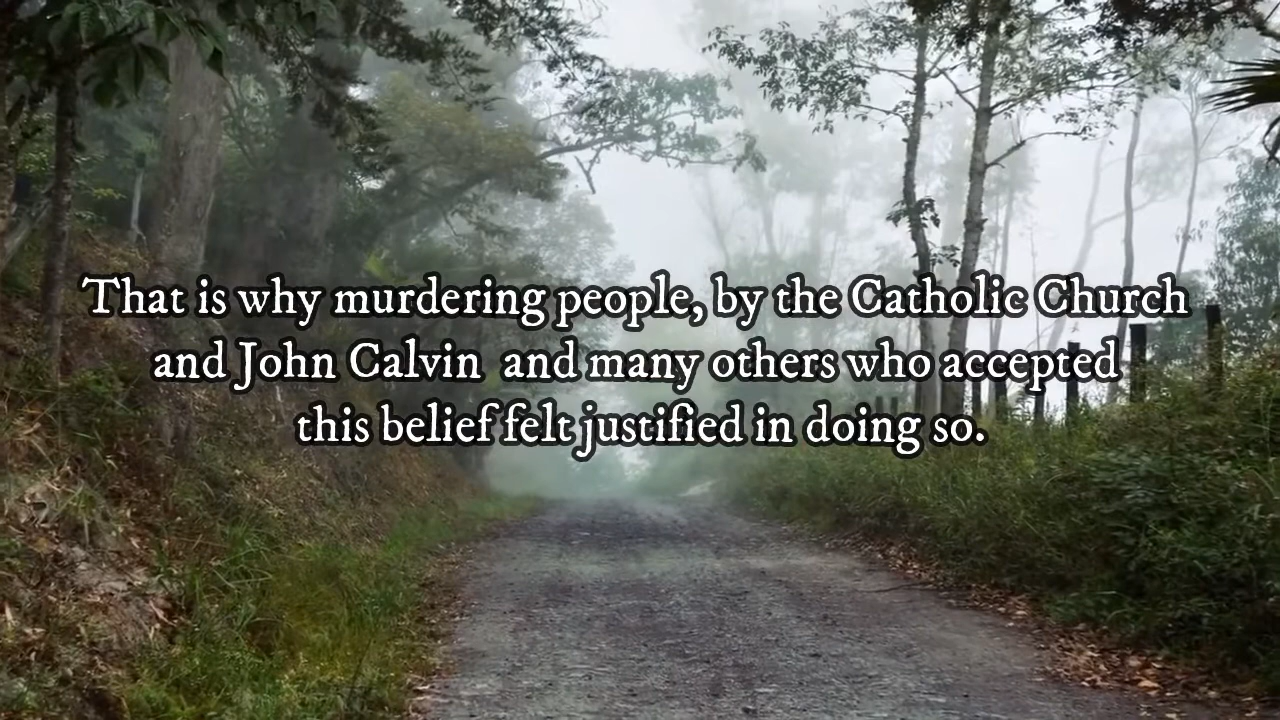 That is why murdering people, by the Catholic Church
and John Calvin  and many others who accepted
this belief felt justified in doing so.